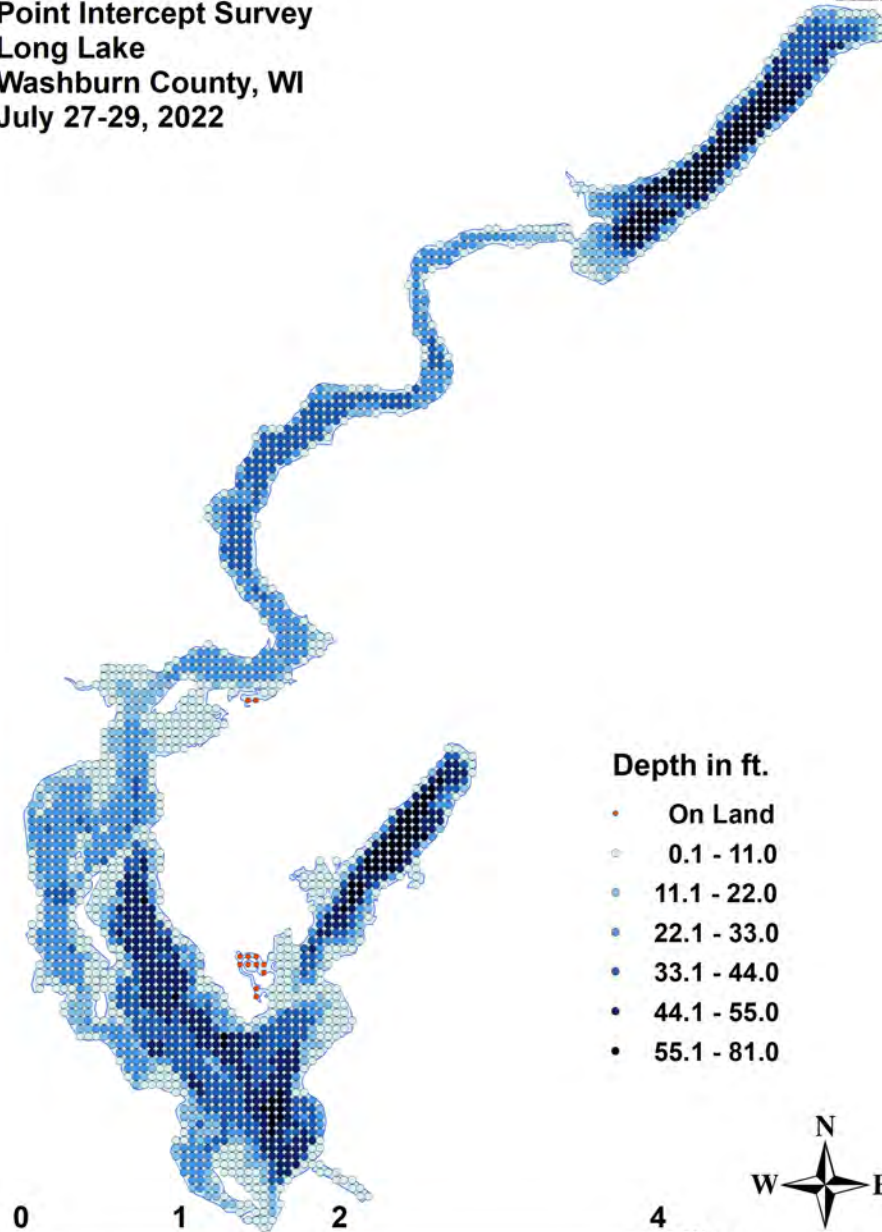 Point Intercept Survey
Long Lake
Washburn County, WI
July 27-29, 2022
Depth in ft.
On Land
0.1 - 11.0
11.1 - 22.0
22.1 - 33.0
33.1 - 44.0
44.1 - 55.0
55.1 - 81.0
N
W E
0 1 2 4